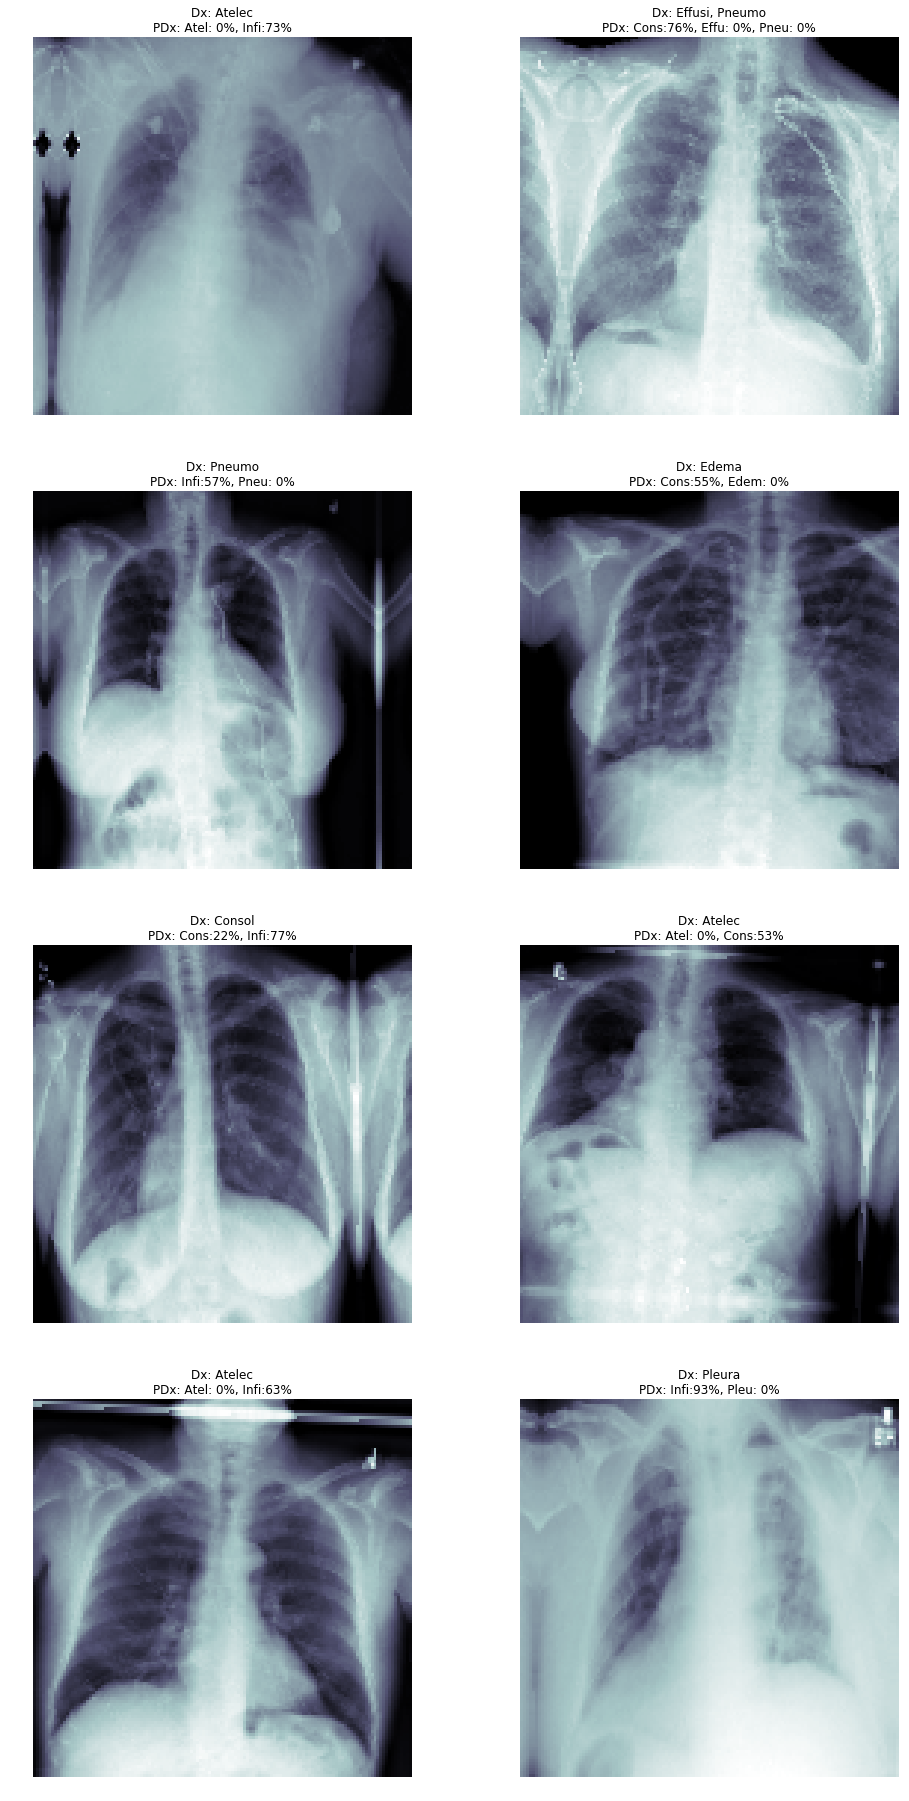 Dx: Atelec
PDx: Atel: 0%, Infi:73%
Dx: Effusi, Pneumo
PDx: Cons:76%, Effu: 0%, Pneu: 0%
Dx: Pneumo
PDx: Infi:57%, Pneu: 0%
Dx: Edema
PDx: Cons:55%, Edem: 0%
Dx: Consol
PDx: Cons:22%, Infi:77%
Dx: Atelec
PDx: Atel: 0%, Cons:53%
Dx: Atelec
PDx: Atel: 0%, Infi:63%
Dx: Pleura
PDx: Infi:93%, Pleu: 0%